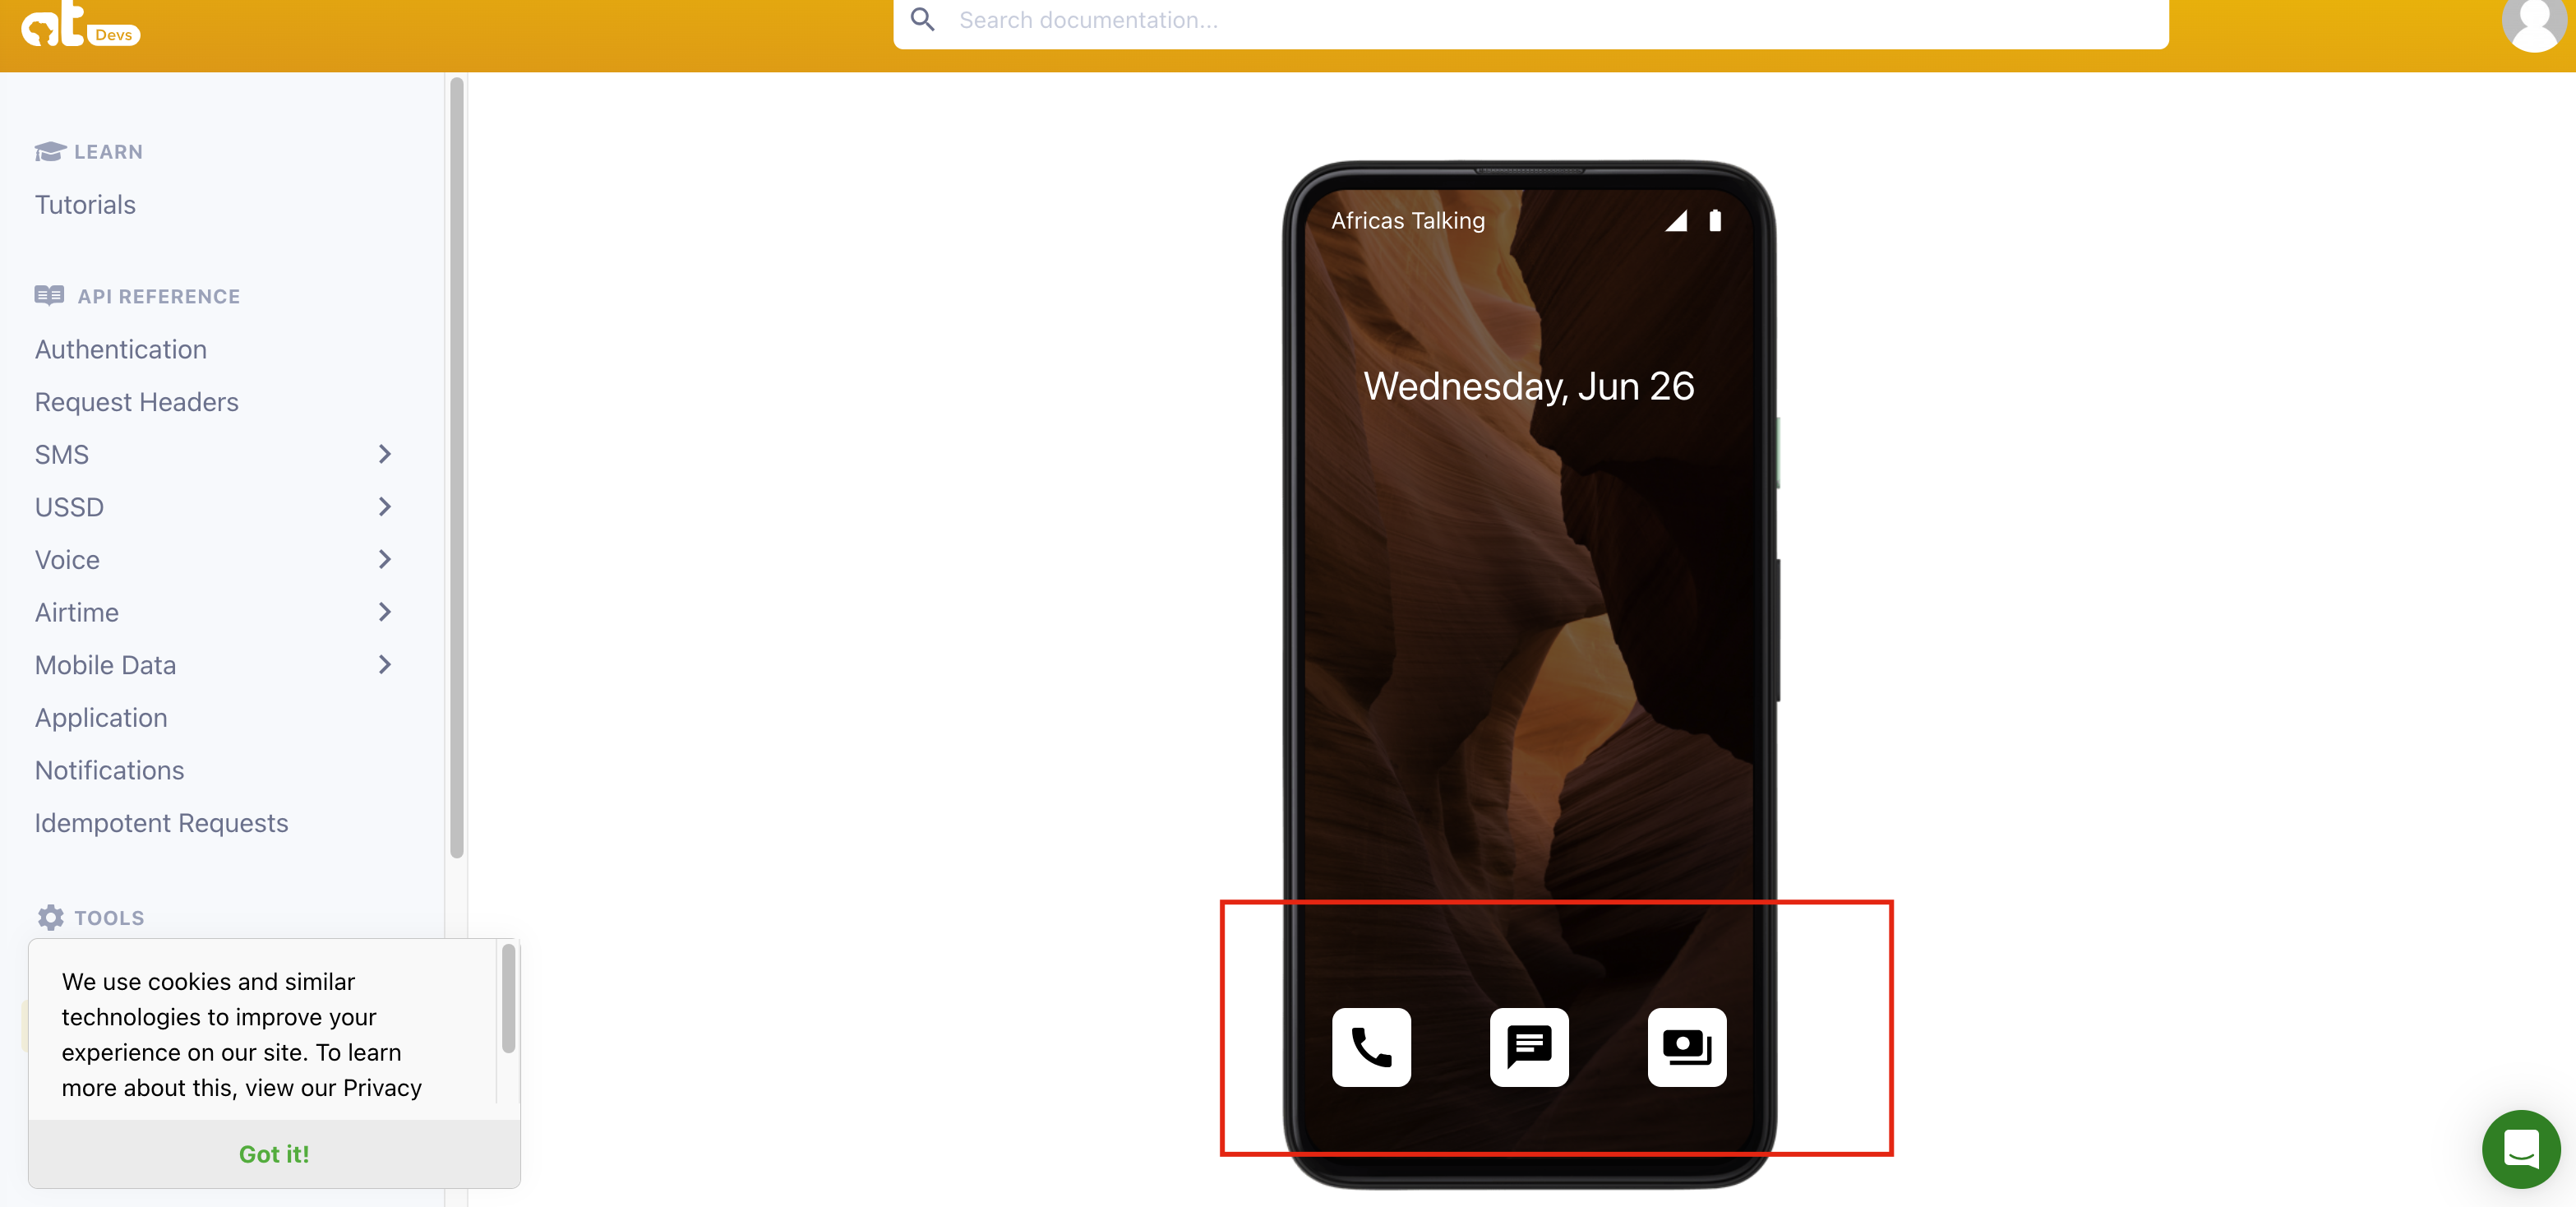 at Devs
Search documentation...
LEARN
Tutorials
API REFERENCE
Authentication
Request Headers
SMS
USSD
Voice
Airtime
Mobile Data
Application
Notifications
Idempotent Requests
TOOLS
We use cookies and similar
technologies to improve your
experience on our site. To learn
more about this, view our Privacy
Got it!
Africas Talking
Wednesday, Jun 26